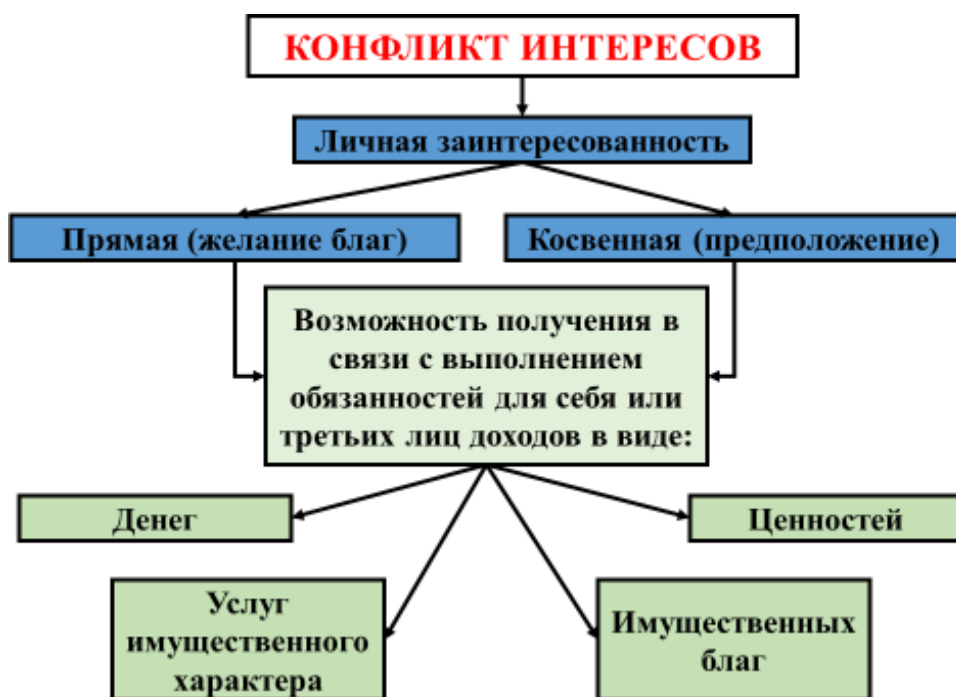 КОНФЛИКТ ИНТЕРЕСОВ
Личная заинтересованность
Прямая (желание благ)
Косвенная (предположение)
Возможность получения в
связи с выполнением
обязанностей для себя или
третьих лиц доходов в виде:
Денег
Ценностей
Услуг
имущественного
характера
Имущественных
благ